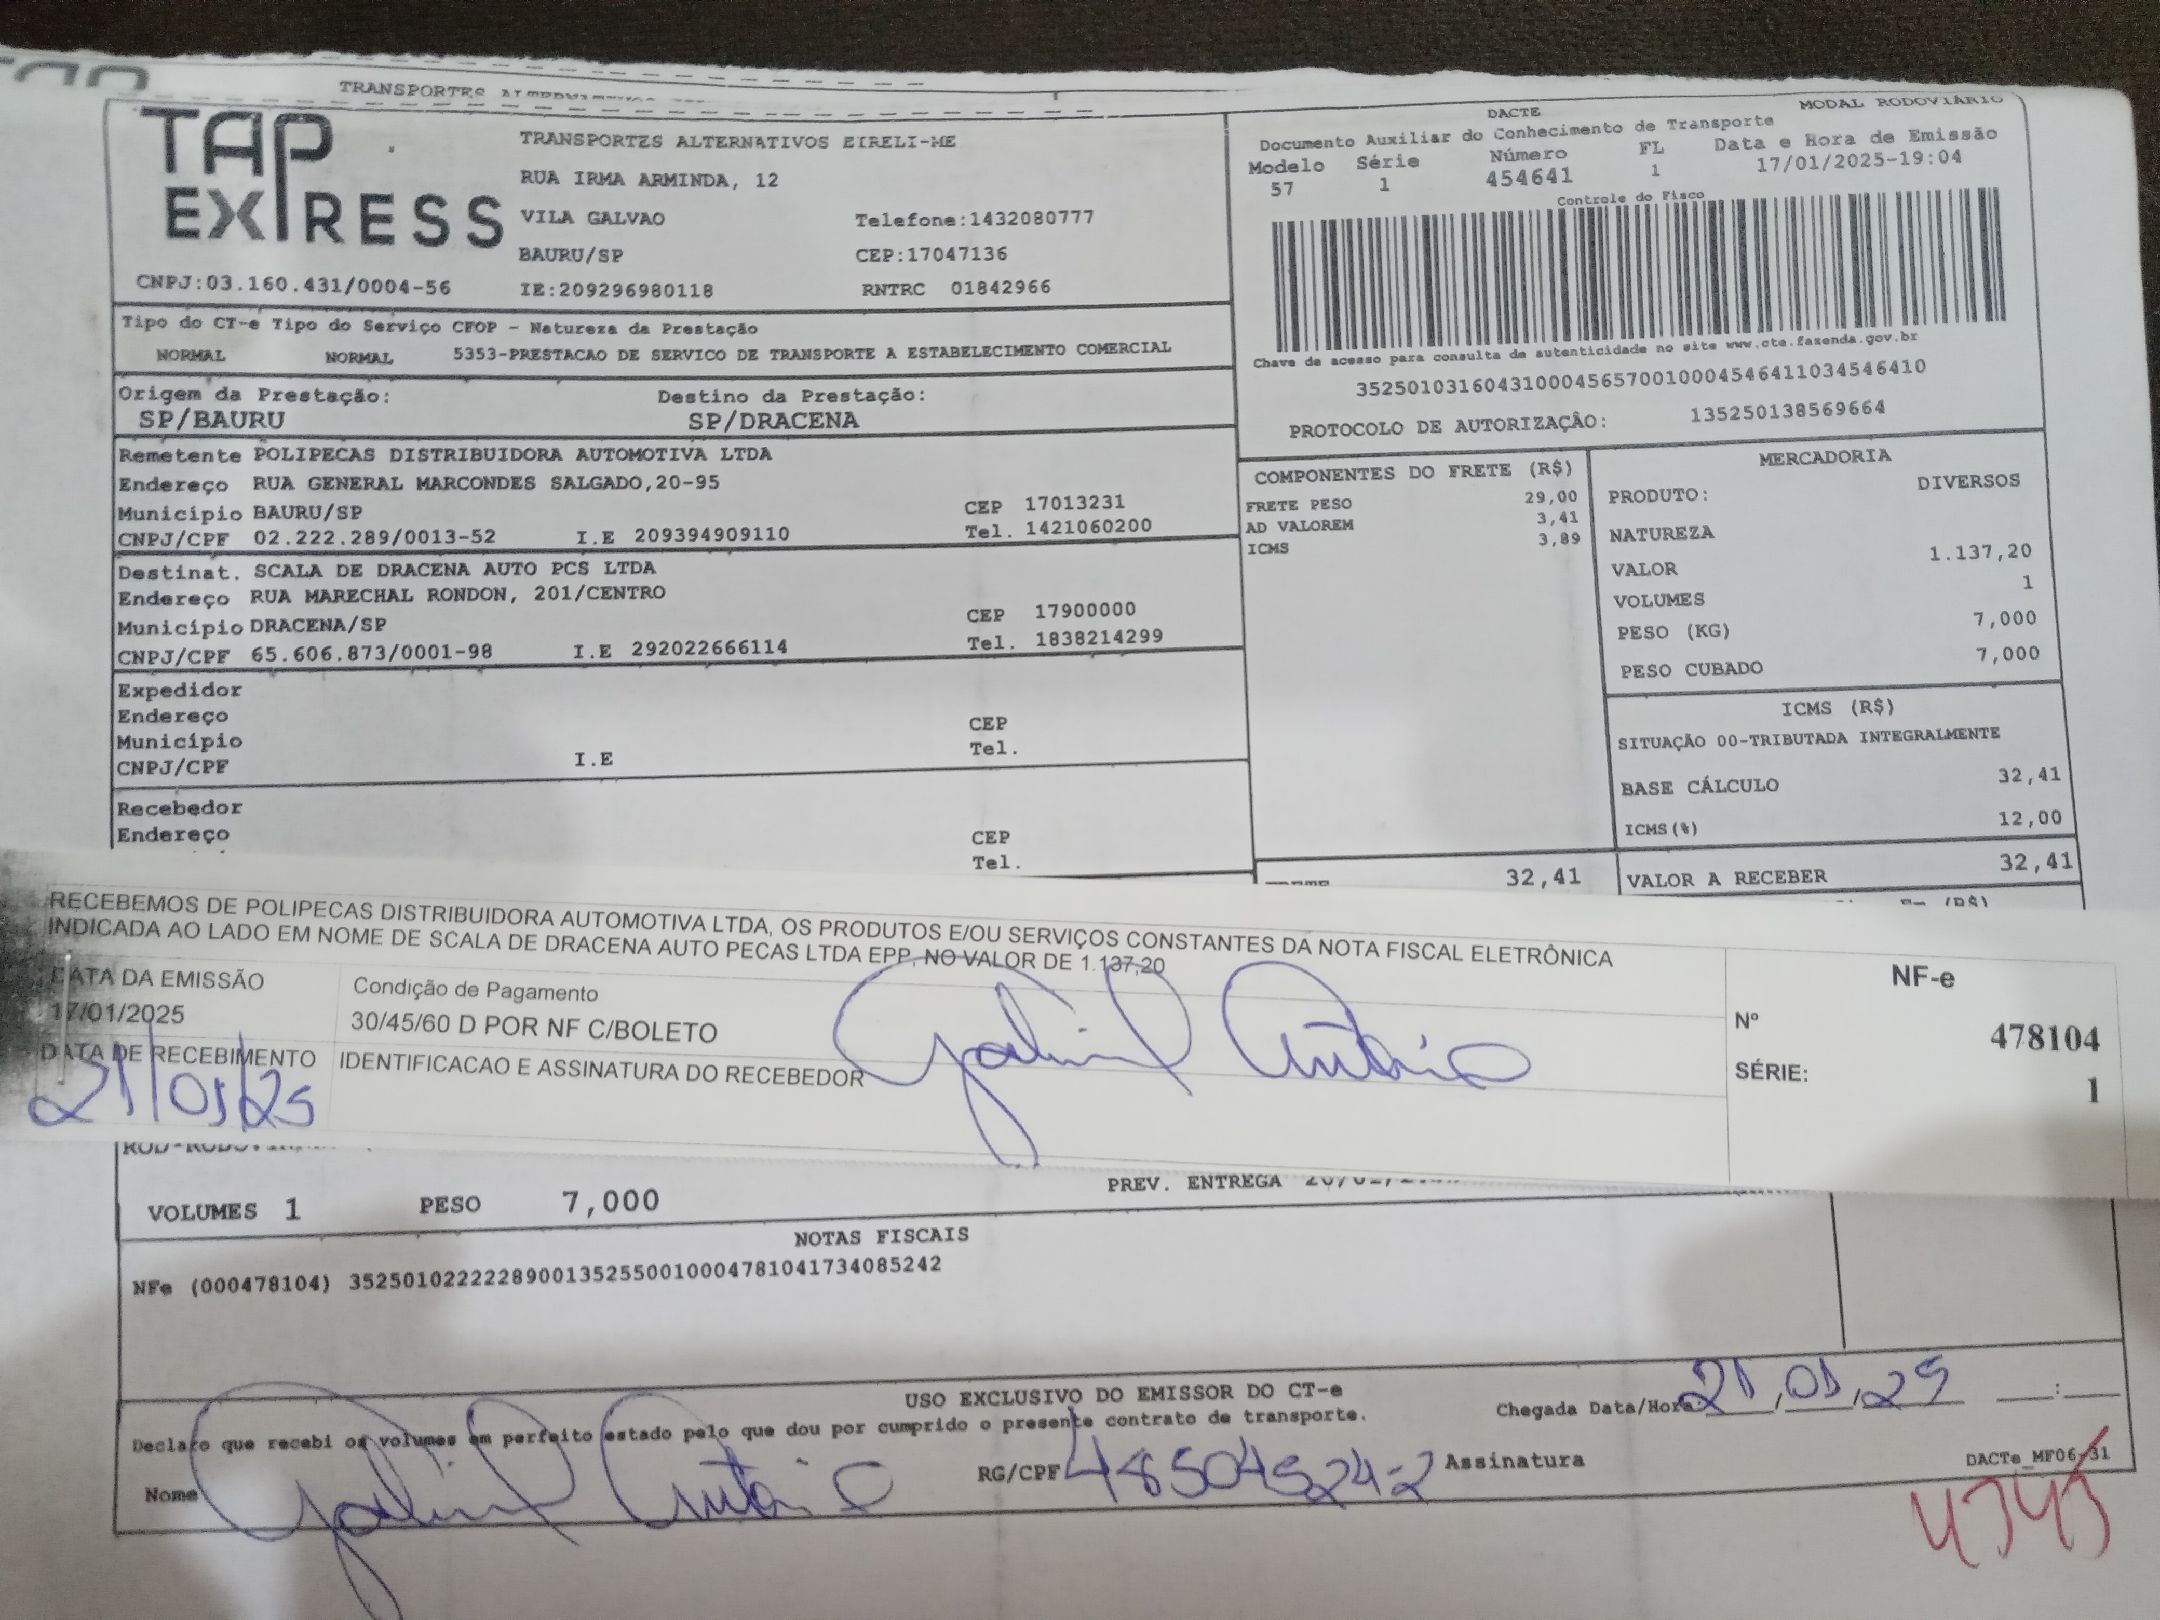 TRANSPORTES
TAP EXPRESS
TRANSPORTES ALTERNATIVOS EIRELI-ME
RUA IRMA ARMINDA, 12
VILA GALVAO Telefone:1432080777
BAURU/SP CEP:17047136
CNPJ:03.160.431/0004-56 IE:209296980118 RNTRC 01842966
DACTE MODAL RODOVIÁRIO
Documento Auxiliar do Conhecimento de Transporte
Modelo Série Número FL Data e Hora de Emissão
57 1 454641 1 17/01/2025-19:04
Controle do Fisco
Chave de acesso para consulta de autenticidade no site www.cte.fazenda.gov.br
35250103160431000456570010004546411034546410
PROTOCOLO DE AUTORIZAÇÃO: 135250138569664
Tipo do CT-e Tipo do Serviço CFOP - Natureza da Prestação
NORMAL NORMAL 5353-PRESTACAO DE SERVICO DE TRANSPORTE A ESTABELECIMENTO COMERCIAL
Origem da Prestação: Destino da Prestação:
SP/BAURU SP/DRACENA
Remetente POLIPECAS DISTRIBUIDORA AUTOMOTIVA LTDA
Endereço RUA GENERAL MARCONDES SALGADO,20-95
Município BAURU/SP CEP 17013231
CNPJ/CPF 02.222.289/0013-52 I.E 209394909110 Tel. 1421060200
Destinat. SCALA DE DRACENA AUTO PCS LTDA
Endereço RUA MARECHAL RONDON, 201/CENTRO
Município DRACENA/SP CEP 17900000
CNPJ/CPF 65.606.873/0001-98 I.E 292022666114 Tel. 1838214299
Expedidor
Endereço
Município CEP
CNPJ/CPF I.E Tel.
Recebedor
Endereço CEP
Tel.
COMPONENTES DO FRETE (R$)
FRETE PESO 29,00
AD VALOREM 3,41
ICMS 3,89
32,41
MERCADORIA
PRODUTO: DIVERSOS
NATUREZA
VALOR 1.137,20
VOLUMES 1
PESO (KG) 7,000
PESO CUBADO 7,000
ICMS (R$)
SITUAÇÃO 00-TRIBUTADA INTEGRALMENTE
BASE CÁLCULO 32,41
ICMS(%) 12,00
VALOR A RECEBER 32,41
RECEBEMOS DE POLIPECAS DISTRIBUIDORA AUTOMOTIVA LTDA, OS PRODUTOS E/OU SERVIÇOS CONSTANTES DA NOTA FISCAL ELETRÔNICA
INDICADA AO LADO EM NOME DE SCALA DE DRACENA AUTO PECAS LTDA EPP, NO VALOR DE 1.137,20
DATA DA EMISSÃO Condição de Pagamento
17/01/2025 30/45/60 D POR NF C/BOLETO
DATA DE RECEBIMENTO IDENTIFICACAO E ASSINATURA DO RECEBEDOR
21/01/25 Gabriel Antônio
NF-e
Nº 478104
SÉRIE: 1
VOLUMES 1 PESO 7,000 PREV. ENTREGA
NOTAS FISCAIS
NFe (000478104) 35250102222289001352550010004781041734085242
USO EXCLUSIVO DO EMISSOR DO CT-e
Declaro que recebi os volumes em perfeito estado pelo que dou por cumprido o presente contrato de transporte.
Chegada Data/Hora: 21/01/25 __:__
Nome Gabriel Antônio RG/CPF 48504524-2 Assinatura
DACTe_MF06-31